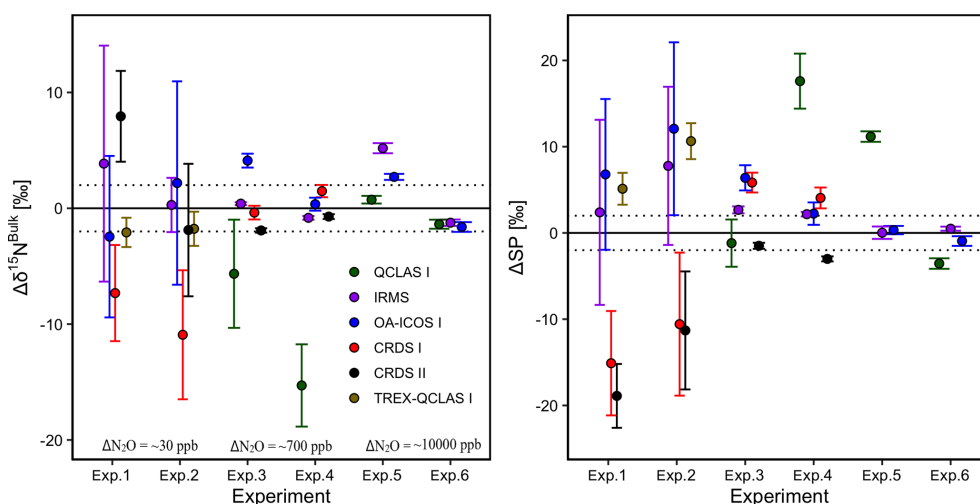 Δδ¹⁵Nᴮᵘˡᵏ [‰]
10
0
-10
-20
QCLAS I
IRMS
OA-ICOS I
CRDS I
CRDS II
TREX-QCLAS I
ΔN₂O = ~30 ppb
ΔN₂O = ~700 ppb
ΔN₂O = ~10000 ppb
Exp.1 Exp.2 Exp.3 Exp.4 Exp.5 Exp.6
Experiment
ΔSP [‰]
20
10
0
-10
-20
Exp.1 Exp.2 Exp.3 Exp.4 Exp.5 Exp.6
Experiment